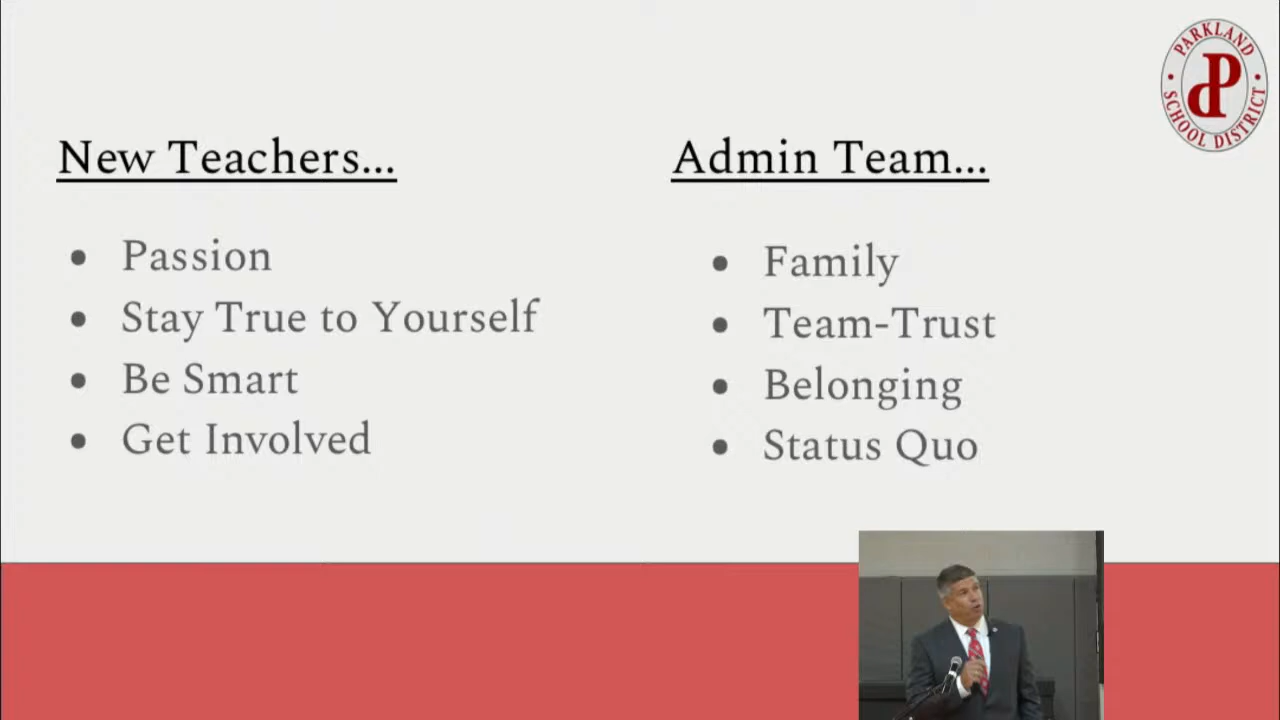 PARKLAND
SCHOOL DISTRICT
New Teachers...
Passion
Stay True to Yourself
Be Smart
Get Involved
Admin Team...
Family
Team-Trust
Belonging
Status Quo